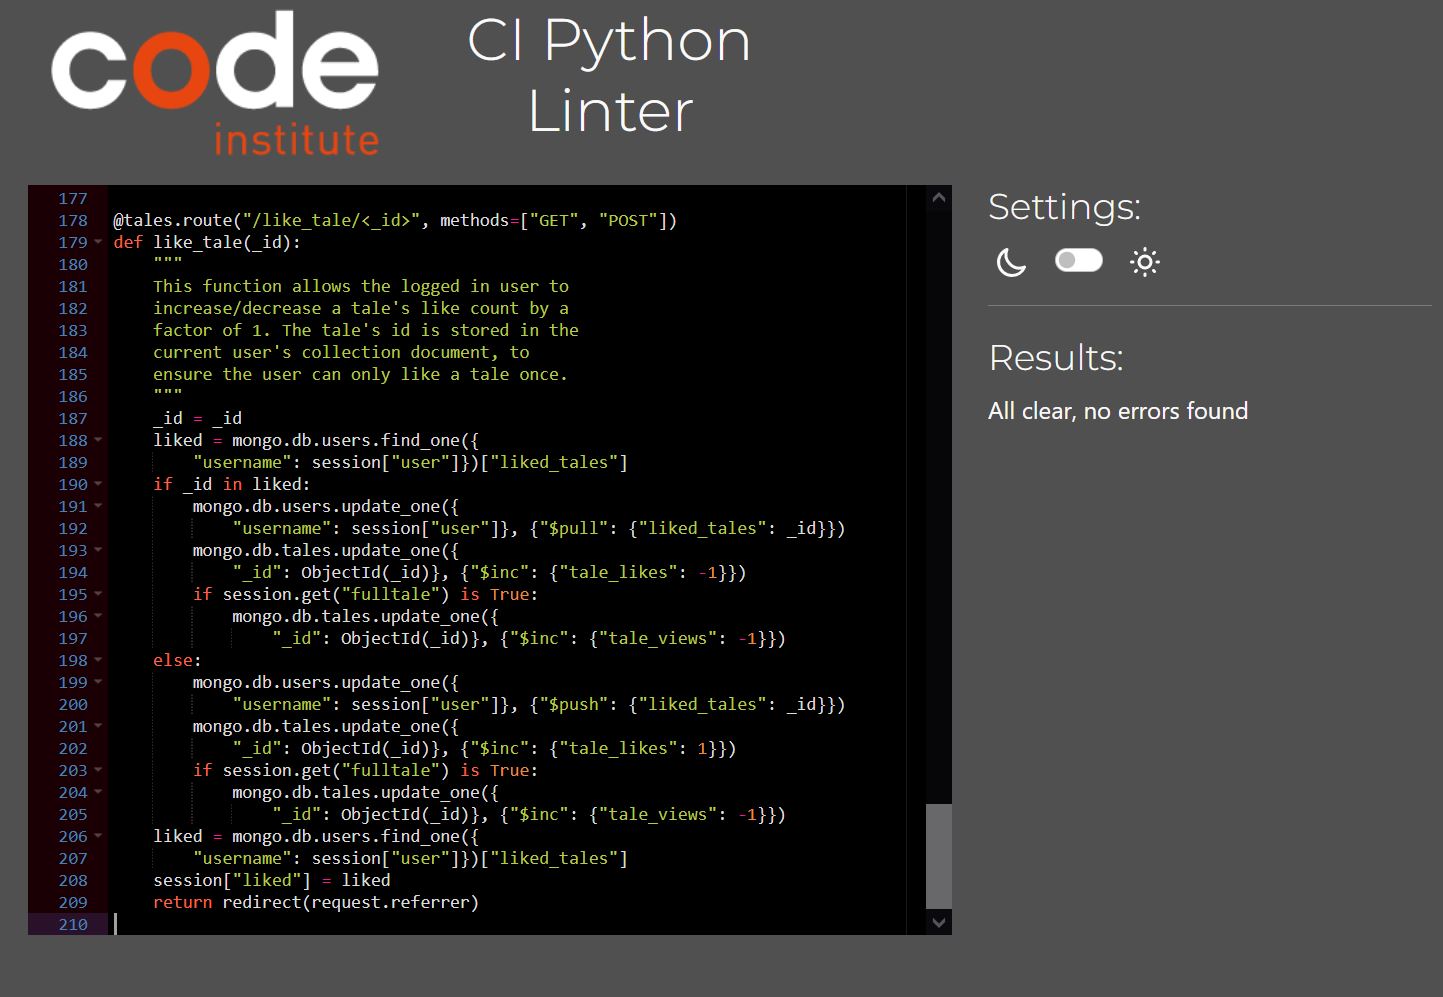 code
institute
CI Python
Linter
177
178 @tales.route("/like_tale/<_id>", methods=["GET", "POST"])
179 def like_tale(_id):
180     """
181     This function allows the logged in user to
182     increase/decrease a tale's like count by a
183     factor of 1. The tale's id is stored in the
184     current user's collection document, to
185     ensure the user can only like a tale once.
186     """
187     _id = _id
188     liked = mongo.db.users.find_one({
189         "username": session["user"]})["liked_tales"]
190     if _id in liked:
191         mongo.db.users.update_one({
192             "username": session["user"]}, {"$pull": {"liked_tales": _id}})
193         mongo.db.tales.update_one({
194             "_id": ObjectId(_id)}, {"$inc": {"tale_likes": -1}})
195         if session.get("fulltale") is True:
196             mongo.db.tales.update_one({
197                 "_id": ObjectId(_id)}, {"$inc": {"tale_views": -1}})
198     else:
199         mongo.db.users.update_one({
200             "username": session["user"]}, {"$push": {"liked_tales": _id}})
201         mongo.db.tales.update_one({
202             "_id": ObjectId(_id)}, {"$inc": {"tale_likes": 1}})
203         if session.get("fulltale") is True:
204             mongo.db.tales.update_one({
205                 "_id": ObjectId(_id)}, {"$inc": {"tale_views": -1}})
206     liked = mongo.db.users.find_one({
207         "username": session["user"]})["liked_tales"]
208     session["liked"] = liked
209     return redirect(request.referrer)
210
Settings:
Results:
All clear, no errors found